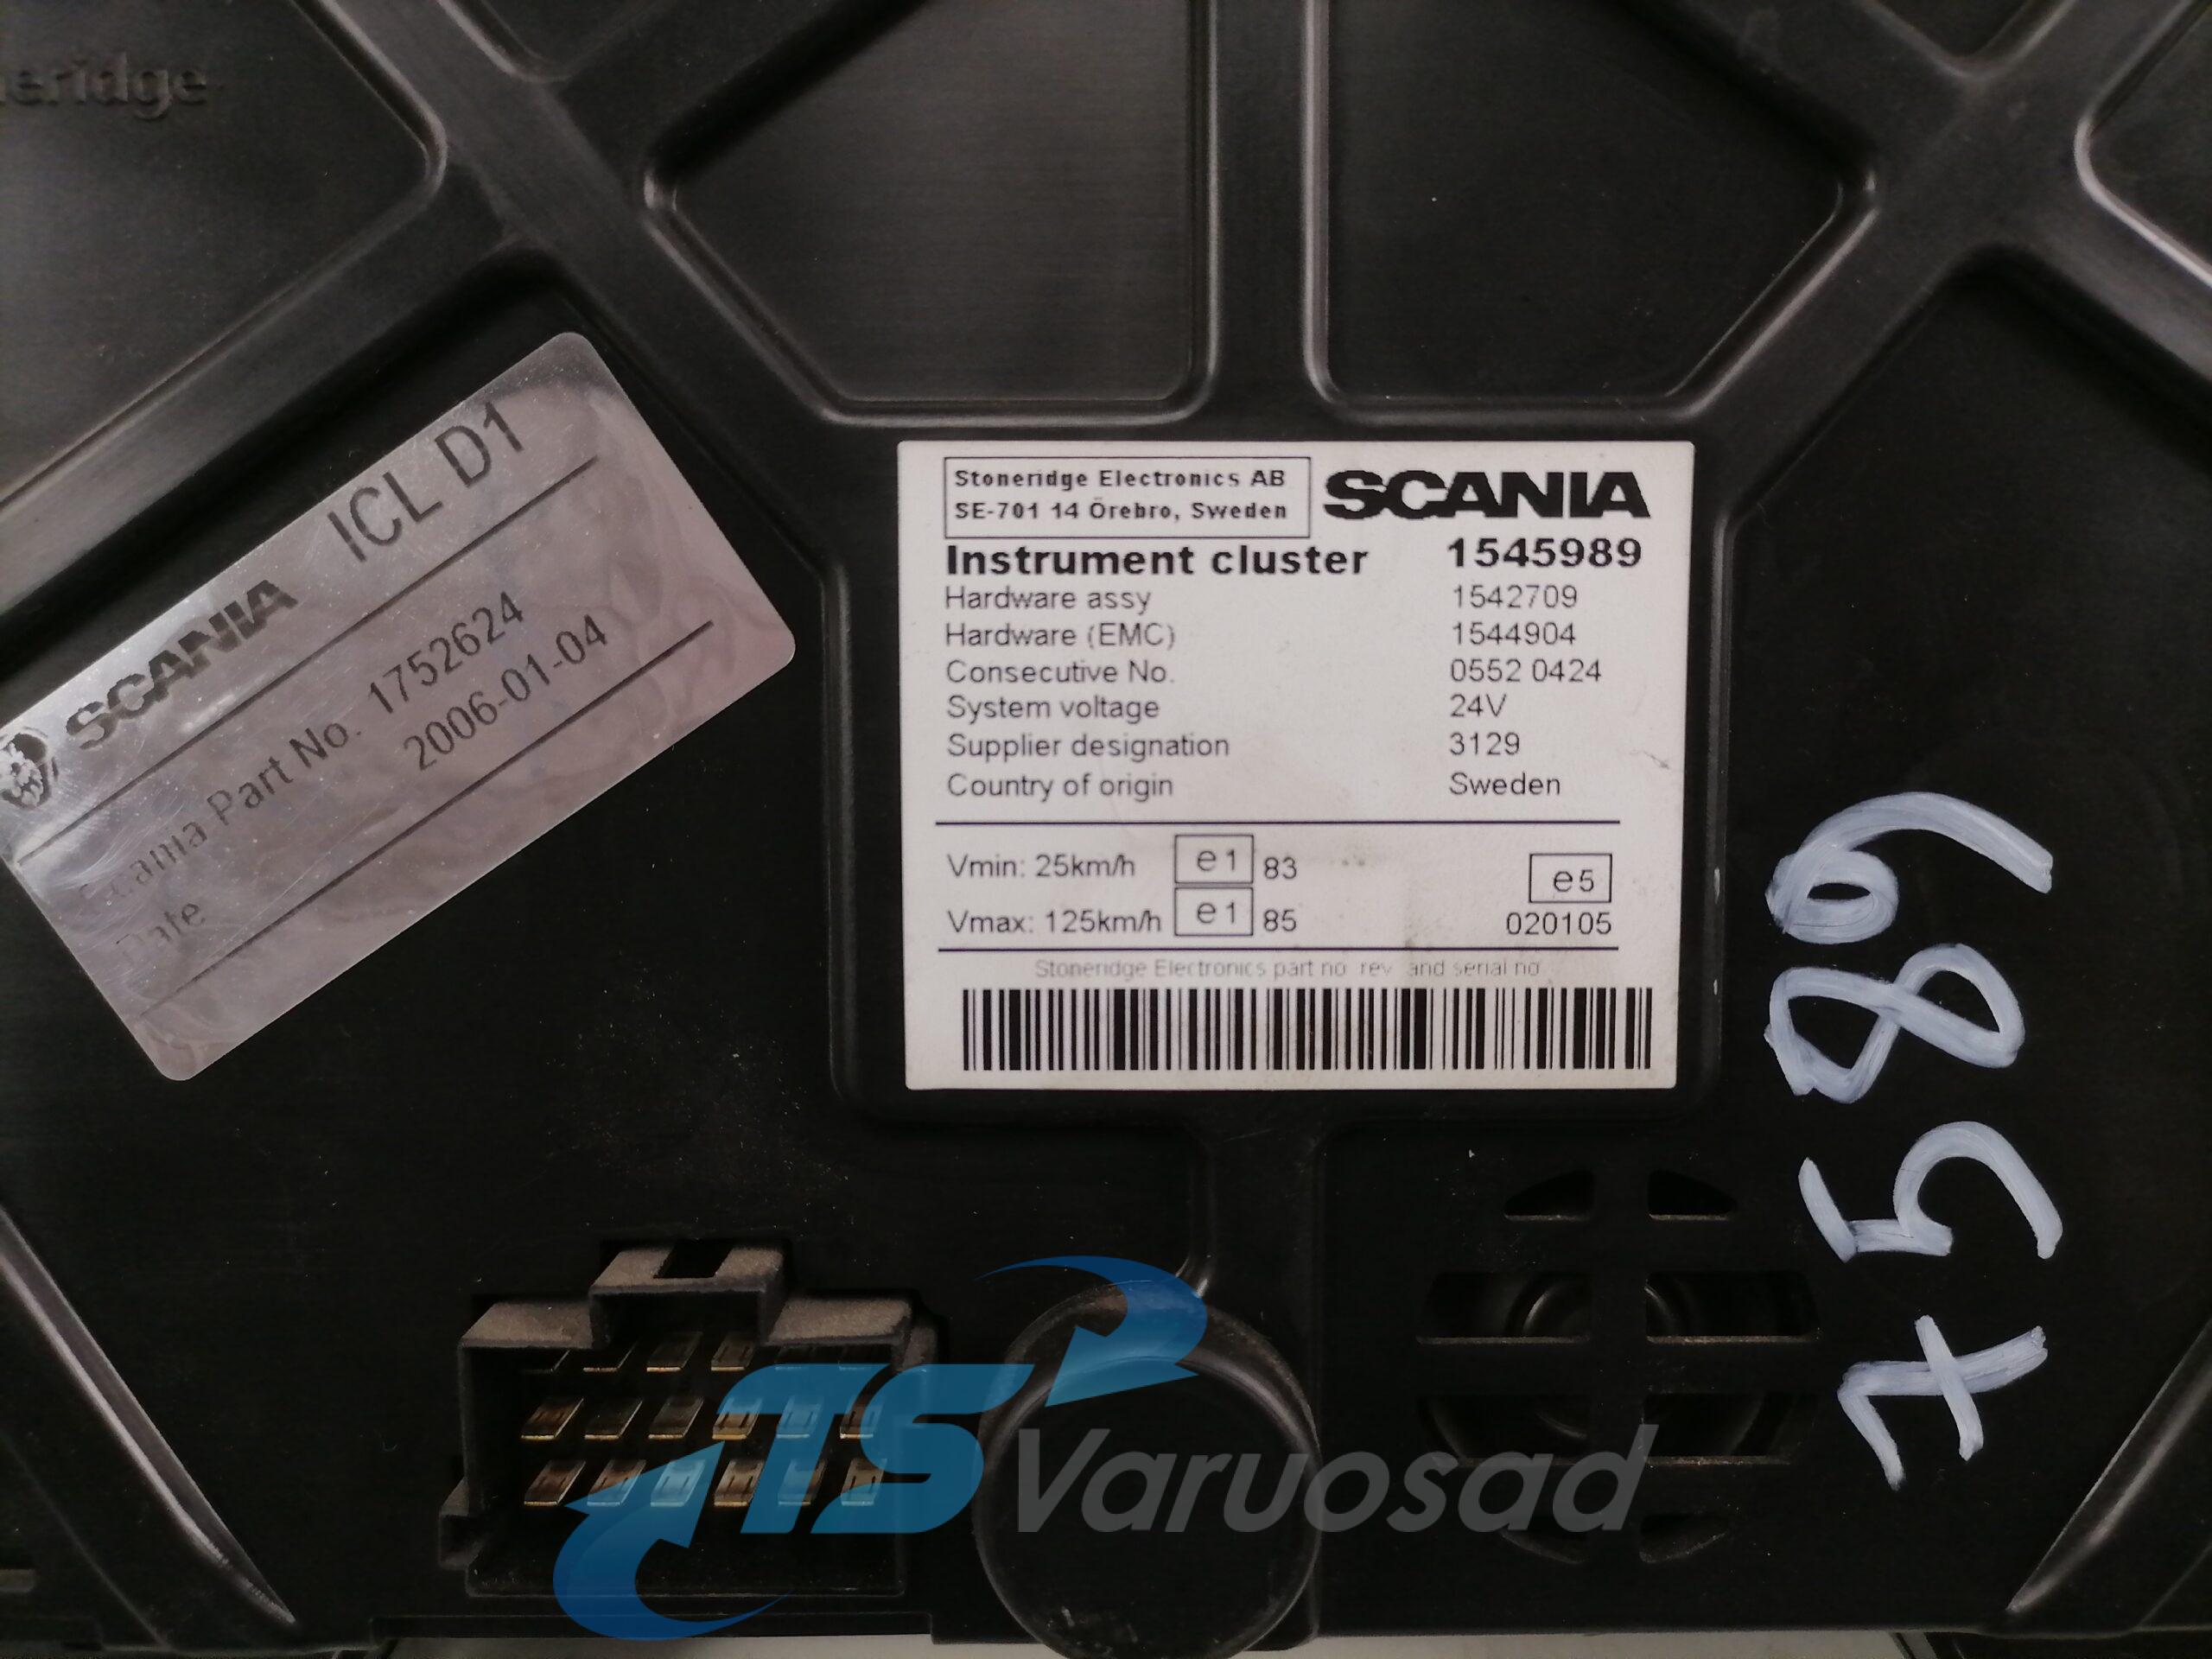 neridge
SCANIA ICL D1
Scania Part No. 1752624
Date 2006-01-04
Stoneridge Electronics AB
SE-701 14 Örebro, Sweden
SCANIA
Instrument cluster 1545989
Hardware assy 1542709
Hardware (EMC) 1544904
Consecutive No. 0552 0424
System voltage 24V
Supplier designation 3129
Country of origin Sweden
Vmin: 25km/h e1 83
Vmax: 125km/h e1 85
e5
020105
Stoneridge Electronics part no rev and serial no
7589
TS Varuosad